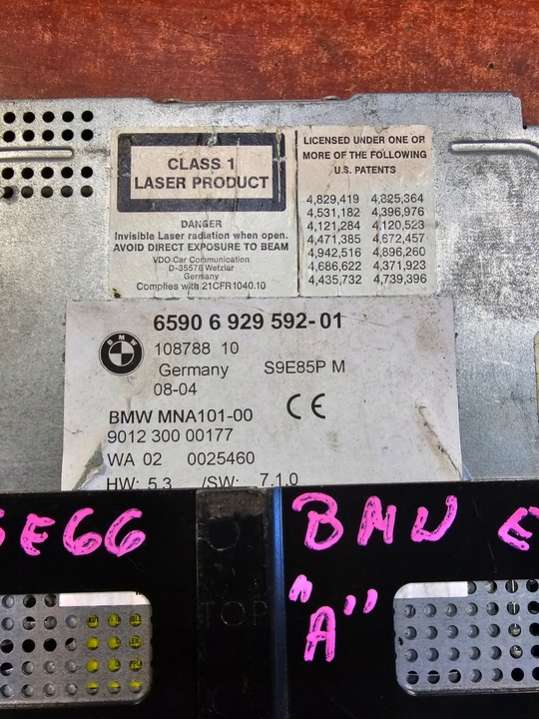 CLASS 1
LASER PRODUCT
DANGER
Invisible Laser radiation when open.
AVOID DIRECT EXPOSURE TO BEAM
VDO Car Communication
D-35578 Wetzlar
Germany
Complies with 21CFR1040.10
LICENSED UNDER ONE OR
MORE OF THE FOLLOWING
U.S. PATENTS
4,829,419 4,825,364
4,531,182 4,396,976
4,121,284 4,120,523
4,471,385 4,672,457
4,942,516 4,896,260
4,686,622 4,371,923
4,435,732 4,739,396
BMW
6590 6 929 592-01
108788 10
Germany S9E85P M
08-04
BMW MNA101-00 CE
9012 300 00177
WA 02 0025460
HW: 5.3 /SW: 7.1.0
E66 BMW E
"A"
TOP